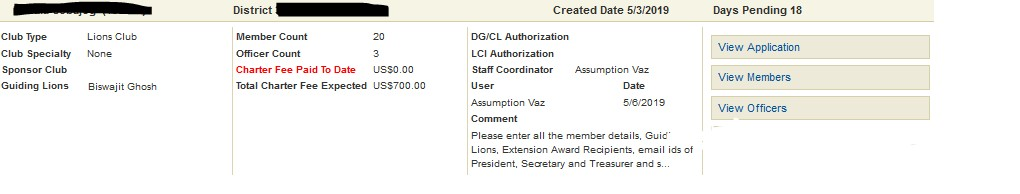 District
Created Date 5/3/2019
Days Pending 18
Club Type Lions Club
Club Specialty None
Sponsor Club
Guiding Lions Biswajit Ghosh
Member Count 20
Officer Count 3
Charter Fee Paid To Date US$0.00
Total Charter Fee Expected US$700.00
DG/CL Authorization
LCI Authorization
Staff Coordinator Assumption Vaz
User Date
Assumption Vaz 5/6/2019
Comment
Please enter all the member details, Guid
Lions, Extension Award Recipients, email ids of
President, Secretary and Treasurer and s...
View Application
View Members
View Officers